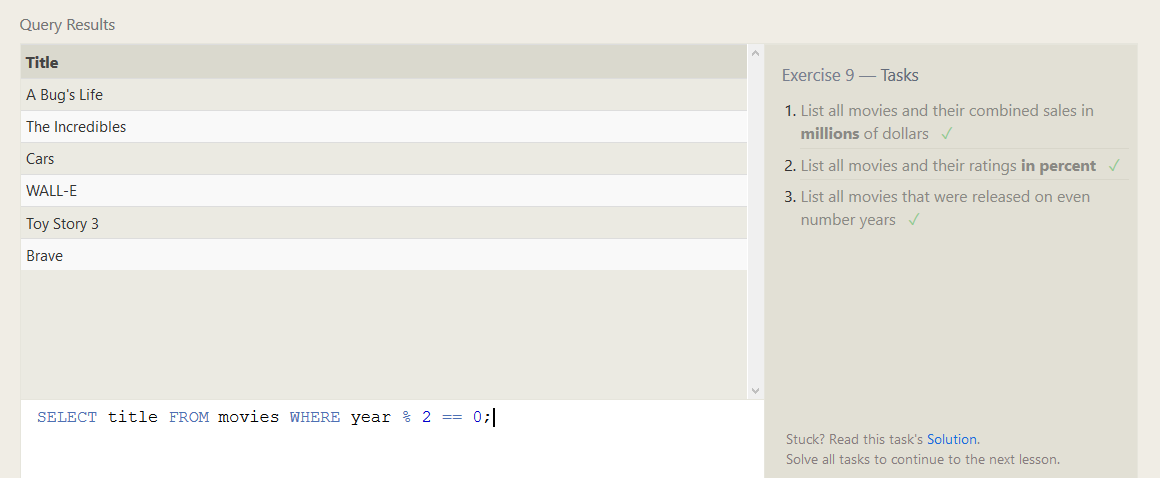 Query Results
Title
A Bug's Life
The Incredibles
Cars
WALL-E
Toy Story 3
Brave
SELECT title FROM movies WHERE year % 2 == 0;
Exercise 9 — Tasks
1. List all movies and their combined sales in
millions of dollars ✓
2. List all movies and their ratings in percent ✓
3. List all movies that were released on even
number years ✓
Stuck? Read this task's Solution.
Solve all tasks to continue to the next lesson.